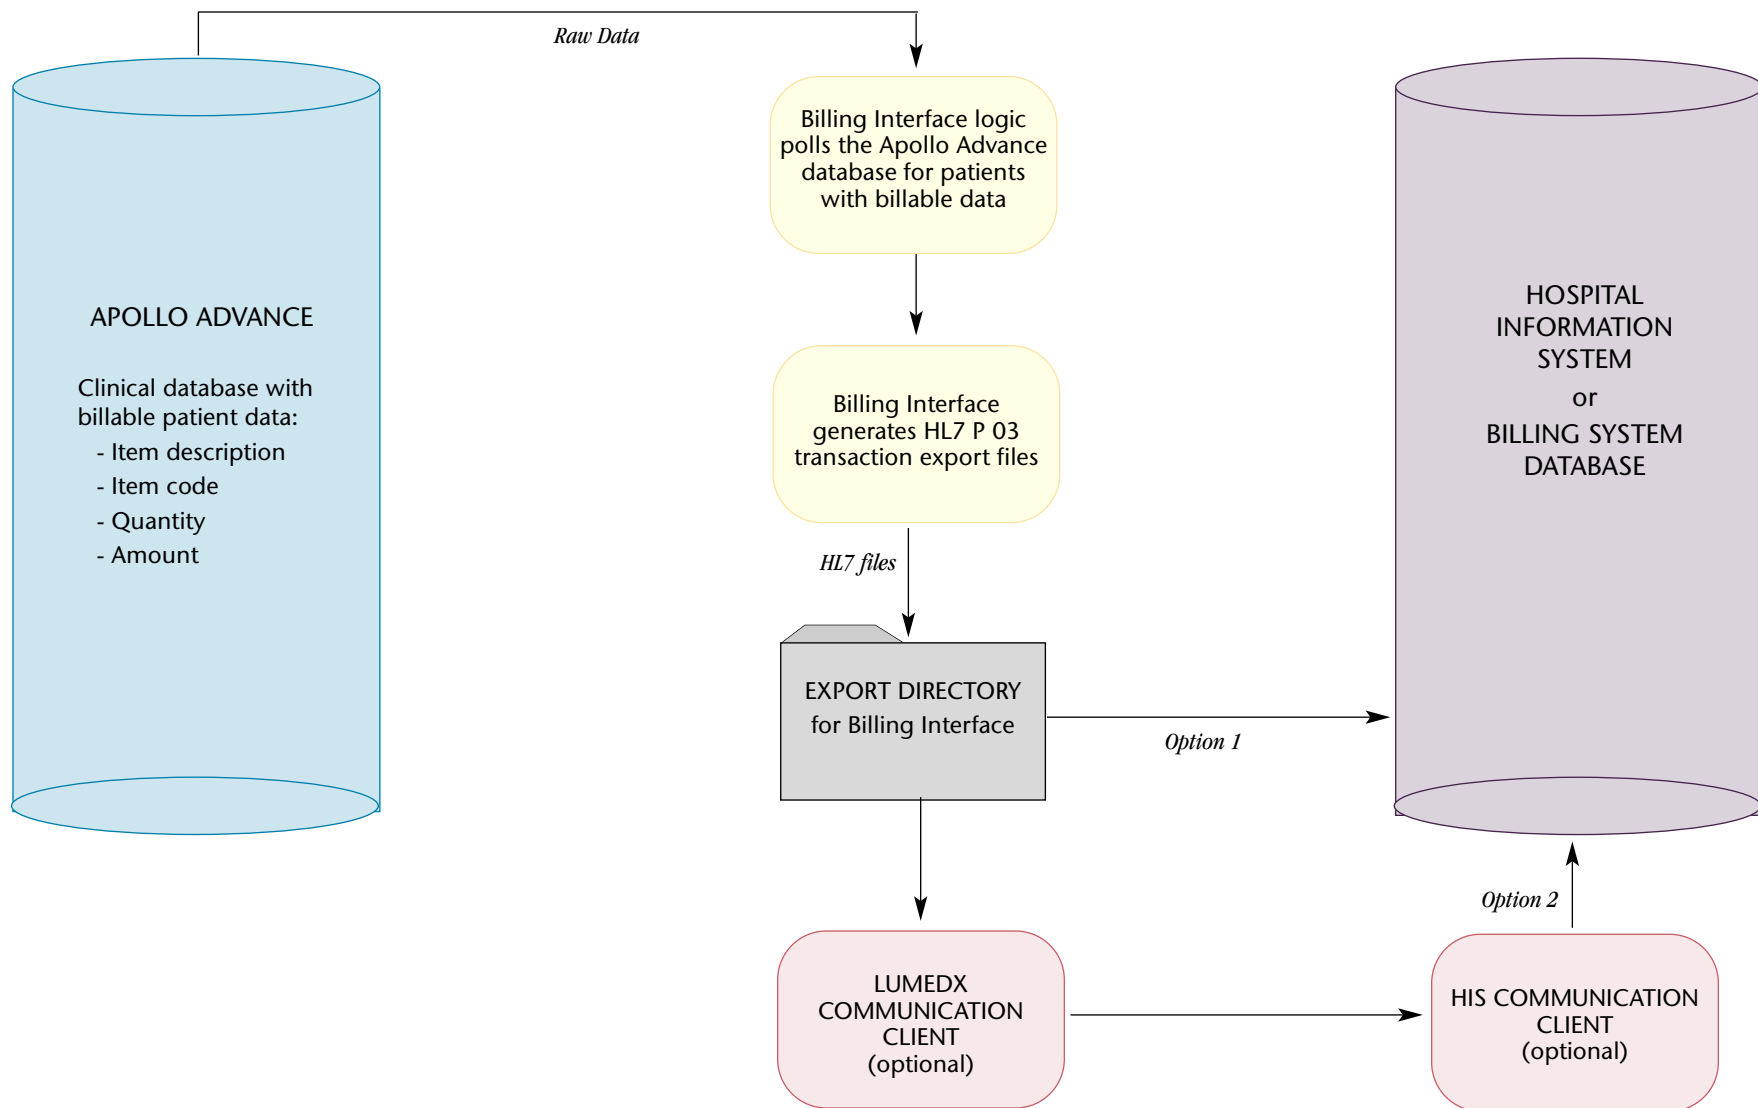 Raw Data
APOLLO ADVANCE
Clinical database with
billable patient data:
- Item description
- Item code
- Quantity
- Amount
Billing Interface logic
polls the Apollo Advance
database for patients
with billable data
Billing Interface
generates HL7 P 03
transaction export files
HL7 files
EXPORT DIRECTORY
for Billing Interface
Option 1
HOSPITAL
INFORMATION
SYSTEM
or
BILLING SYSTEM
DATABASE
Option 2
LUMEDX
COMMUNICATION
CLIENT
(optional)
HIS COMMUNICATION
CLIENT
(optional)